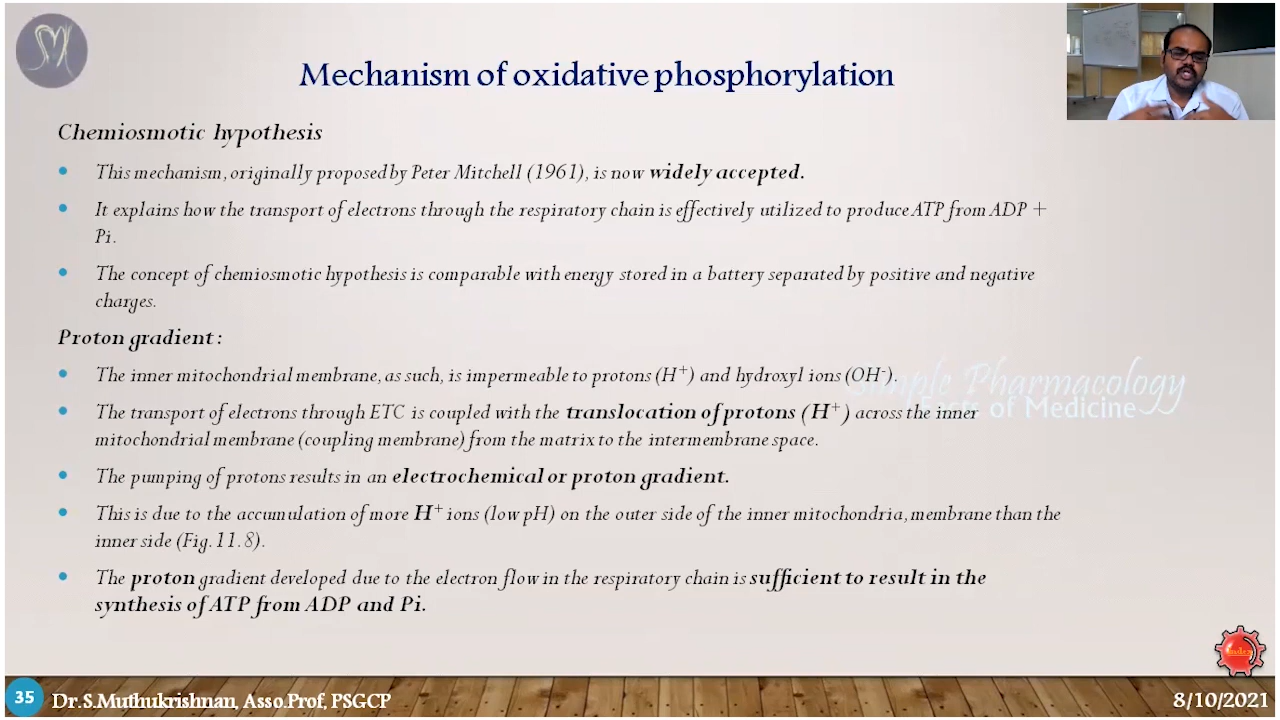 Mechanism of oxidative phosphorylation
Chemiosmotic hypothesis
This mechanism, originally proposed by Peter Mitchell (1961), is now widely accepted.
It explains how the transport of electrons through the respiratory chain is effectively utilized to produce ATP from ADP +
Pi.
The concept of chemiosmotic hypothesis is comparable with energy stored in a battery separated by positive and negative
charges.
Proton gradient :
The inner mitochondrial membrane, as such, is impermeable to protons (H+) and hydroxyl ions (OH-).
The transport of electrons through ETC is coupled with the translocation of protons (H+) across the inner
mitochondrial membrane (coupling membrane) from the matrix to the intermembrane space.
The pumping of protons results in an electrochemical or proton gradient.
This is due to the accumulation of more H+ ions (low pH) on the outer side of the inner mitochondria, membrane than the
inner side (Fig. 11.8).
The proton gradient developed due to the electron flow in the respiratory chain is sufficient to result in the
synthesis of ATP from ADP and Pi.
Simple Pharmacology
Facts of Medicine
35 Dr.S.Muthukrishnan, Asso.Prof, PSGCP
8/10/2021